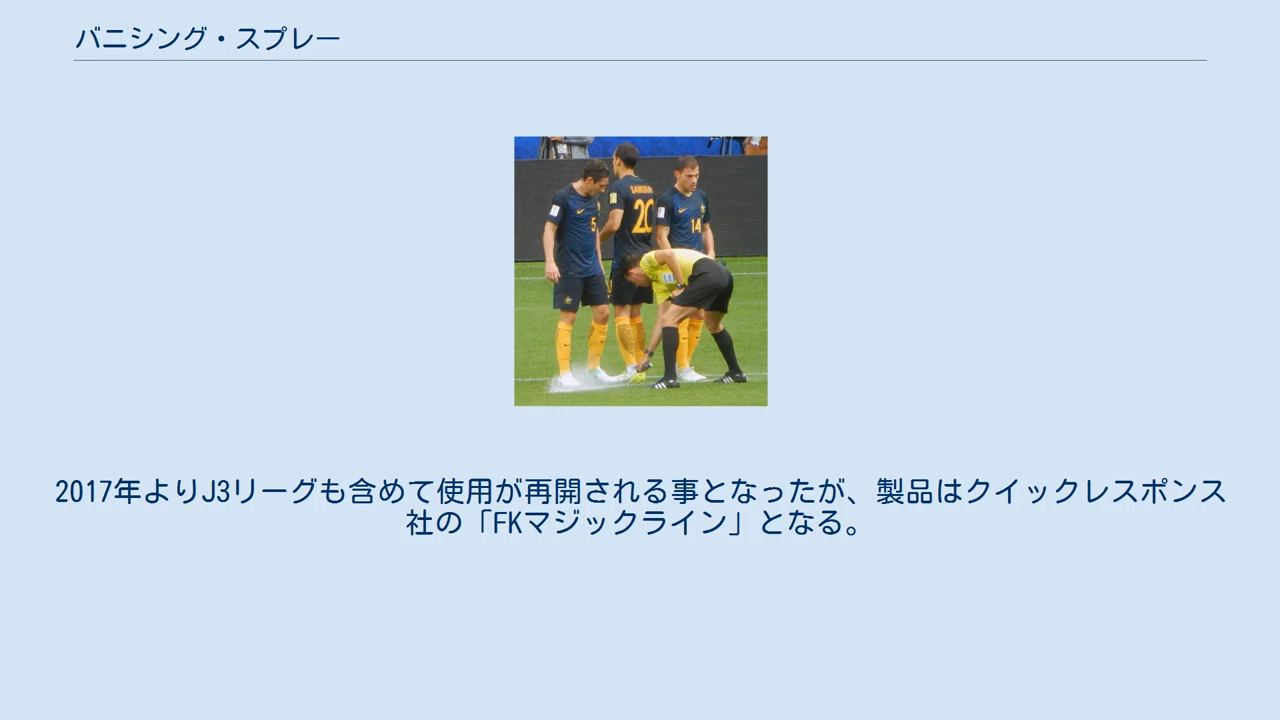 バニシング・スプレー
20
5
14
2017年よりJ3リーグも含めて使用が再開される事となったが、製品はクイックレスポンス
社の「FKマジックライン」となる。